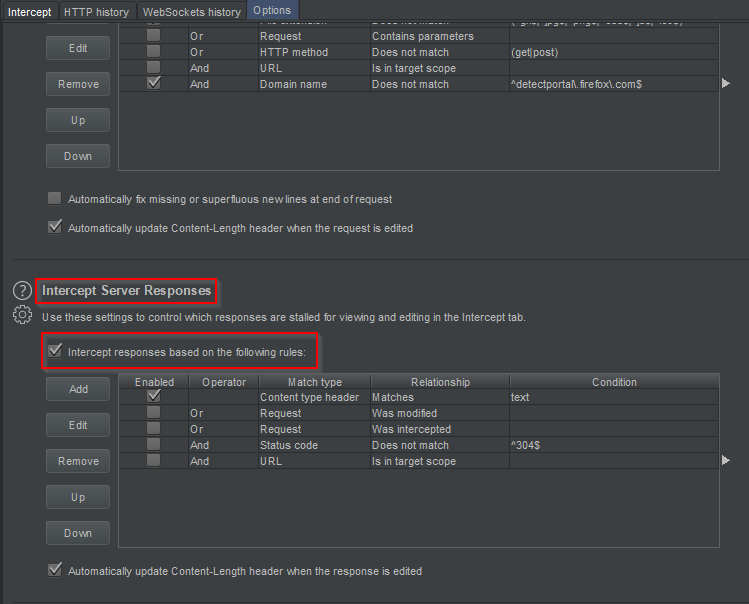 Intercept HTTP history WebSockets history Options
Does not match
Edit
Remove
Up
Down
Or Request Contains parameters
Or HTTP method Does not match (get|post)
And URL Is in target scope
And Domain name Does not match ^detectportal\.firefox\.com$
Automatically fix missing or superfluous new lines at end of request
Automatically update Content-Length header when the request is edited
? Intercept Server Responses
Use these settings to control which responses are stalled for viewing and editing in the Intercept tab.
Intercept responses based on the following rules:
Add
Edit
Remove
Up
Down
Enabled Operator Match type Relationship Condition
Content type header Matches text
Or Request Was modified
Or Request Was intercepted
And Status code Does not match ^304$
And URL Is in target scope
Automatically update Content-Length header when the response is edited